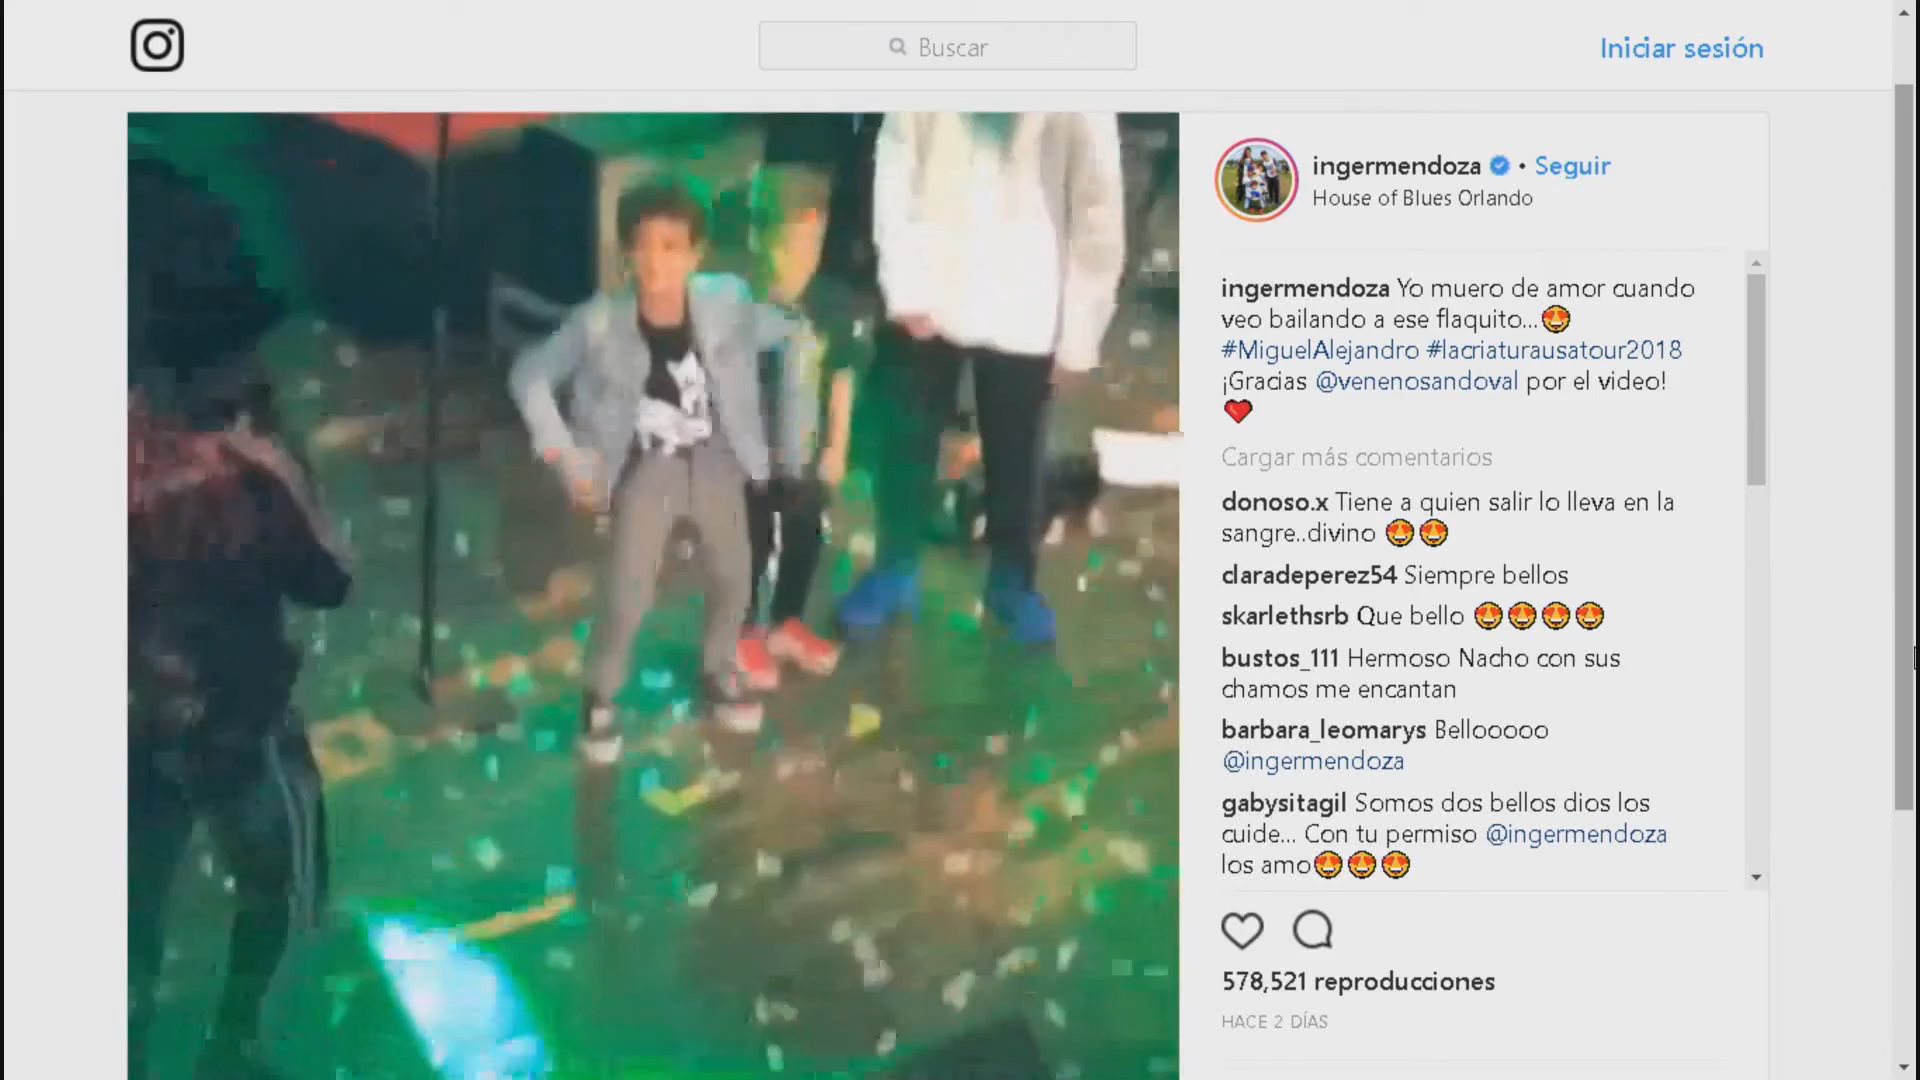 Buscar
Iniciar sesión
ingermendoza • Seguir
House of Blues Orlando
ingermendoza Yo muero de amor cuando
veo bailando a ese flaquito...😍
#MiguelAlejandro #lacriaturausatour2018
¡Gracias @venenosandoval por el video!
❤️
Cargar más comentarios
donoso.x Tiene a quien salir lo lleva en la
sangre..divino 😍😍
claradeperez54 Siempre bellos
skarlethsrb Que bello 😍😍😍😍
bustos_111 Hermoso Nacho con sus
chamos me encantan
barbara_leomarys Bellooooo
@ingermendoza
gabysitagil Somos dos bellos dios los
cuide... Con tu permiso @ingermendoza
los amo😍😍😍
578,521 reproducciones
HACE 2 DÍAS